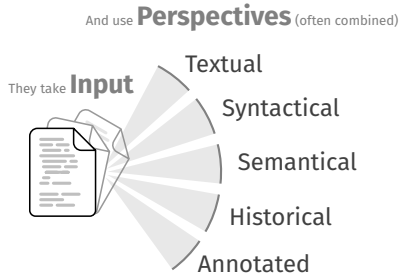 And use Perspectives (often combined)
Textual
They take Input
Syntactical
Semantical
Historical
Annotated